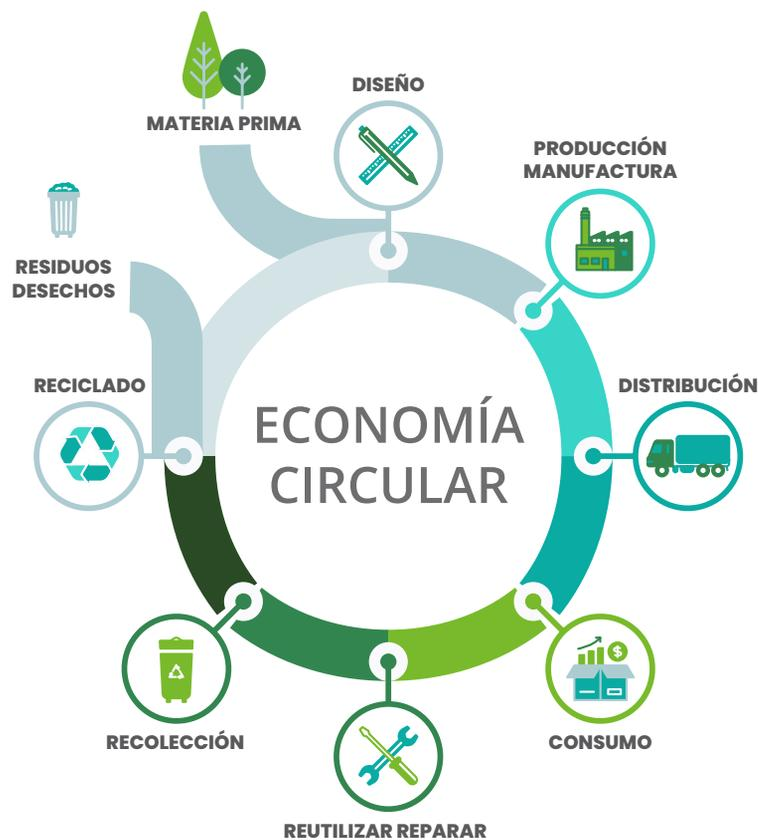 MATERIA PRIMA
DISEÑO
PRODUCCIÓN
MANUFACTURA
DISTRIBUCIÓN
CONSUMO
REUTILIZAR REPARAR
RECOLECCIÓN
RECICLADO
RESIDUOS
DESECHOS
ECONOMÍA
CIRCULAR
$